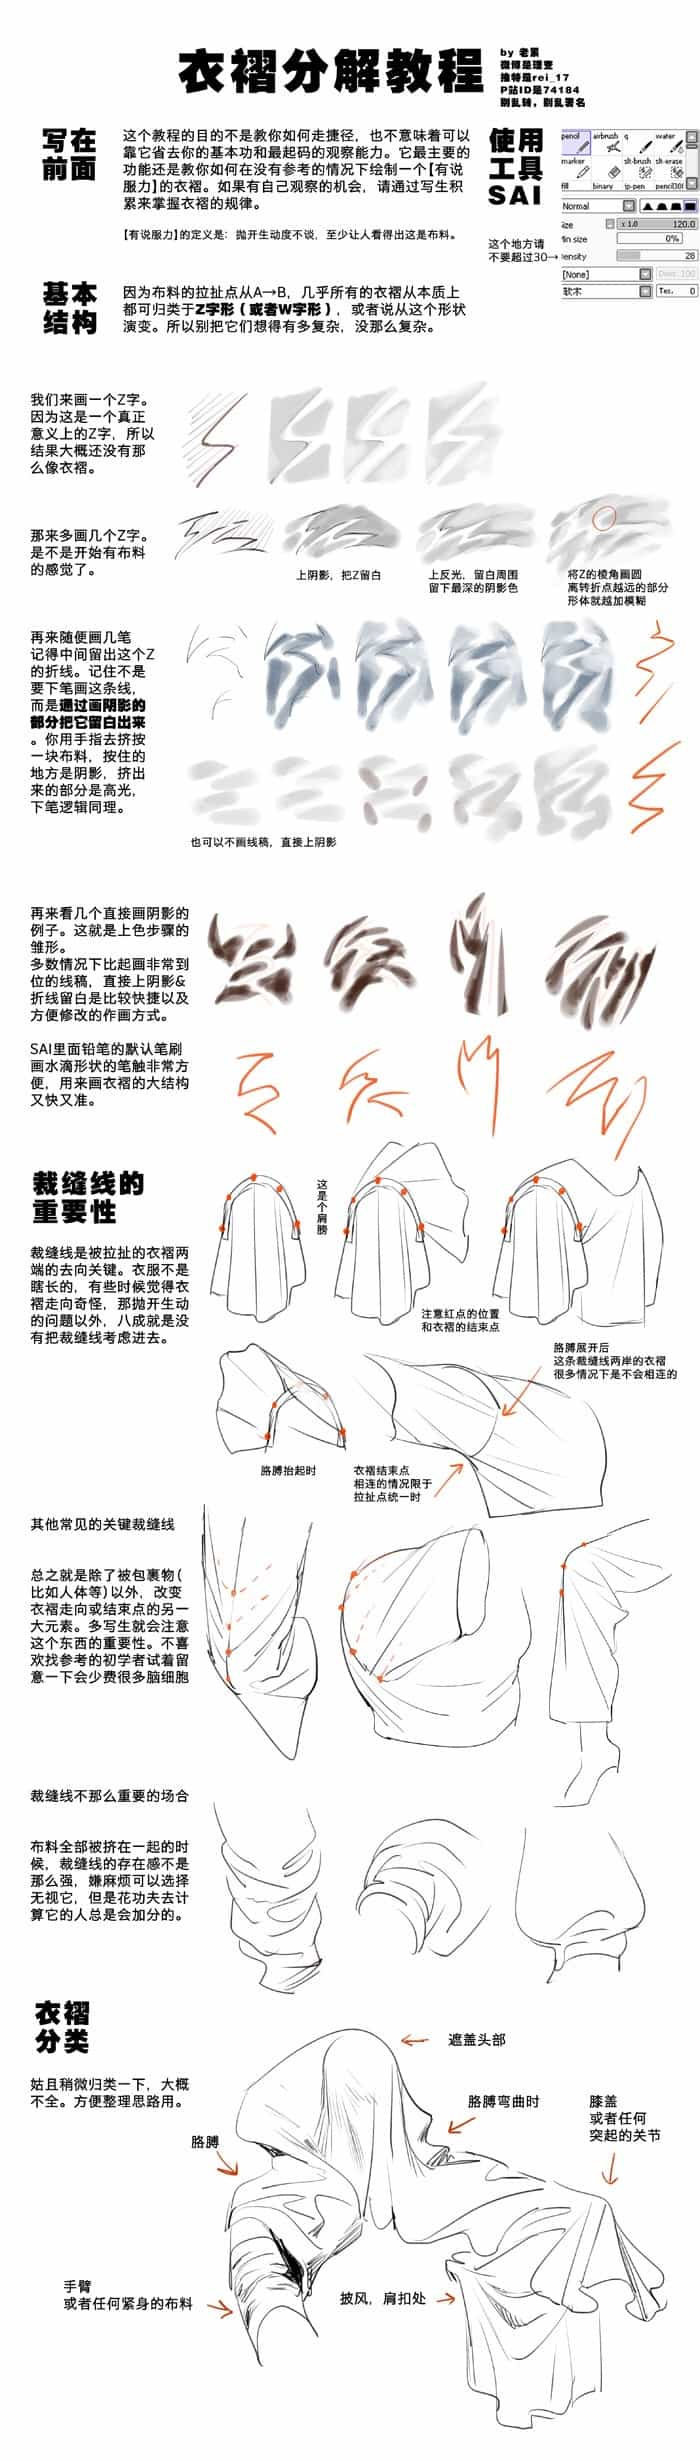 衣褶分解教程
by 老累
微博是理查
推特是rei_17
P站ID是74184
别乱转，别乱署名
写在
前面
这个教程的目的不是教你如何走捷径，也不意味着可以
靠它省去你的基本功和最起码的观察能力。它最主要的
功能还是教你如何在没有参考的情况下绘制一个【有说
服力】的衣褶。如果有自己观察的机会，请通过写生积
累来掌握衣褶的规律。
【有说服力】的定义是：抛开生动度不说，至少让人看得出这是布料。
使用
工具
SAI
pencil airbrush water
marker slt-brush slt-erase
fill binary jp-pen pencil30
Normal
Size x 1.0 120.0
Min size 0%
Density 28
[None]
软木 Tex. 0
这个地方请
不要超过30→
基本
结构
因为布料的拉扯点从A→B，几乎所有的衣褶从本质上
都可归类于Z字形（或者W字形），或者说从这个形状
演变。所以别把它们想得有多复杂，没那么复杂。
我们来画一个Z字。
因为这是一个真正
意义上的Z字，所以
结果大概还没有那
么像衣褶。
那来多画几个Z字。
是不是开始有布料
的感觉了。
上阴影，把Z留白
上反光，留白周围
留下最深的阴影色
将Z的棱角画圆
离转折点越远的部分
形体就越加模糊
再来随便画几笔
记得中间留出这个Z
的折线。记住不是
要下笔画这条线，
而是通过画阴影的
部分把它留白出来
。你用手指去挤按
一块布料，按住的
地方是阴影，挤出
来的部分是高光，
下笔逻辑同理。
也可以不画线稿，直接上阴影
再来看几个直接画阴影的
例子。这就是上色步骤的
雏形。
多数情况下比起画非常到
位的线稿，直接上阴影&
折线留白是比较快捷以及
方便修改的作画方式。
SAI里面铅笔的默认笔刷
画水滴形状的笔触非常方
便，用来画衣褶的大结构
又快又准。
裁缝线的
重要性
裁缝线是被拉扯的衣褶两
端的去向关键。衣服不是
瞎长的，有些时候觉得衣
褶走向奇怪，那抛开生动
的问题以外，八成就是没
有把裁缝线考虑进去。
这是个肩膀
注意红点的位置
和衣褶的结束点
胳膊展开后
这条裁缝线两岸的衣褶
很多情况下是不会相连的
胳膊抬起时
衣褶结束点
相连的情况限于
拉扯点统一时
其他常见的关键裁缝线
总之就是除了被包裹物(
比如人体等)以外，改变
衣褶走向或结束点的另一
大元素。多写生就会注意
这个东西的重要性。不喜
欢找参考的初学者试着留
意一下会少费很多脑细胞
裁缝线不那么重要的场合
布料全部被挤在一起的时
候，裁缝线的存在感不是
那么强，嫌麻烦可以选择
无视它，但是花功夫去计
算它的人总是会加分的。
衣褶
分类
姑且稍微归类一下，大概
不全。方便整理思路用。
遮盖头部
胳膊弯曲时
膝盖
或者任何
突起的关节
胳膊
手臂
或者任何紧身的布料
披风，肩扣处